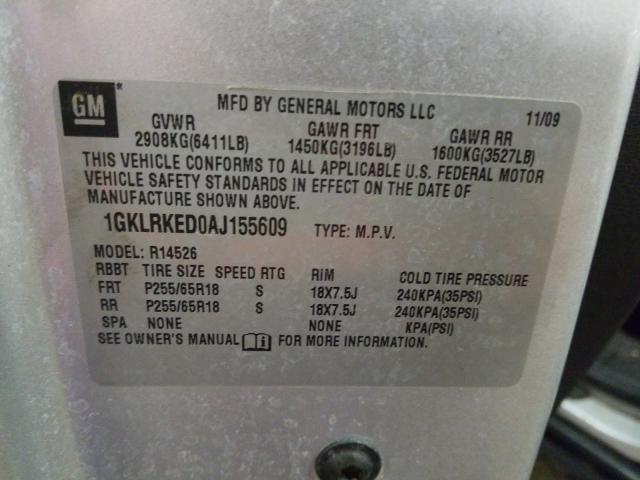 GM
MFD BY GENERAL MOTORS LLC 11/09
GVWR GAWR FRT GAWR RR
2908KG(6411LB) 1450KG(3196LB) 1600KG(3527LB)
THIS VEHICLE CONFORMS TO ALL APPLICABLE U.S. FEDERAL MOTOR
VEHICLE SAFETY STANDARDS IN EFFECT ON THE DATE OF
MANUFACTURE SHOWN ABOVE.
1GKLRKED0AJ155609 TYPE: M.P.V.
MODEL: R14526
RBBT TIRE SIZE SPEED RTG RIM COLD TIRE PRESSURE
FRT P255/65R18 S 18X7.5J 240KPA(35PSI)
RR P255/65R18 S 18X7.5J 240KPA(35PSI)
SPA NONE NONE KPA(PSI)
SEE OWNER'S MANUAL FOR MORE INFORMATION.